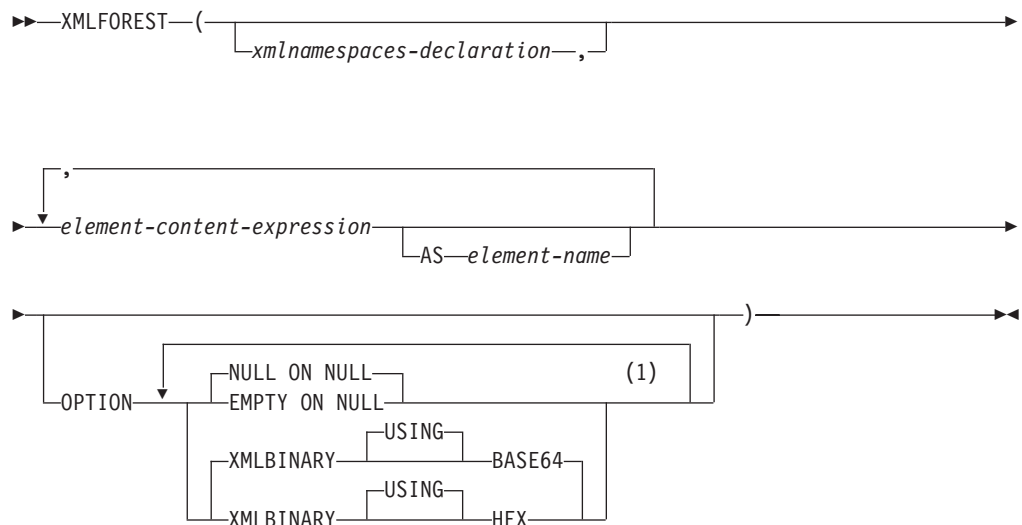 XMLFOREST (
xmlnamespaces-declaration ,
,
element-content-expression
AS element-name
)
NULL ON NULL (1)
OPTION EMPTY ON NULL
USING
XMLBINARY BASE64
USING
XMLBINARY HEX